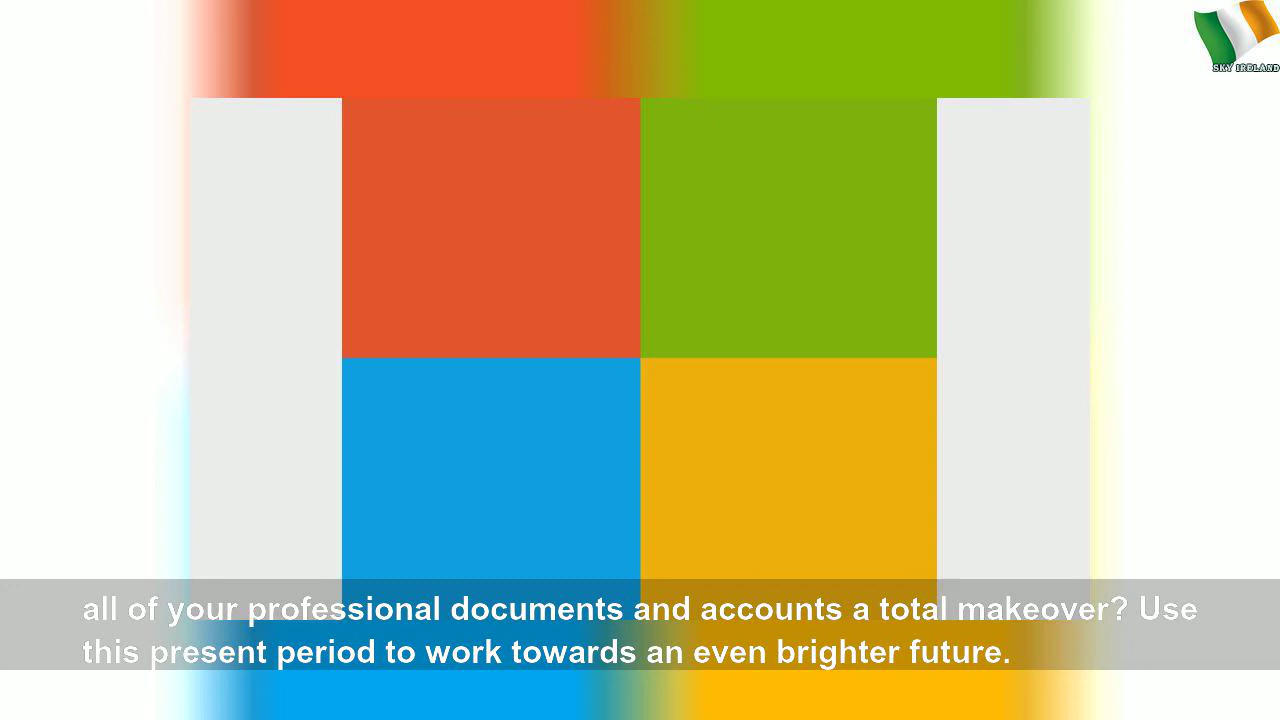 SKY IRELAND
all of your professional documents and accounts a total makeover? Use
this present period to work towards an even brighter future.